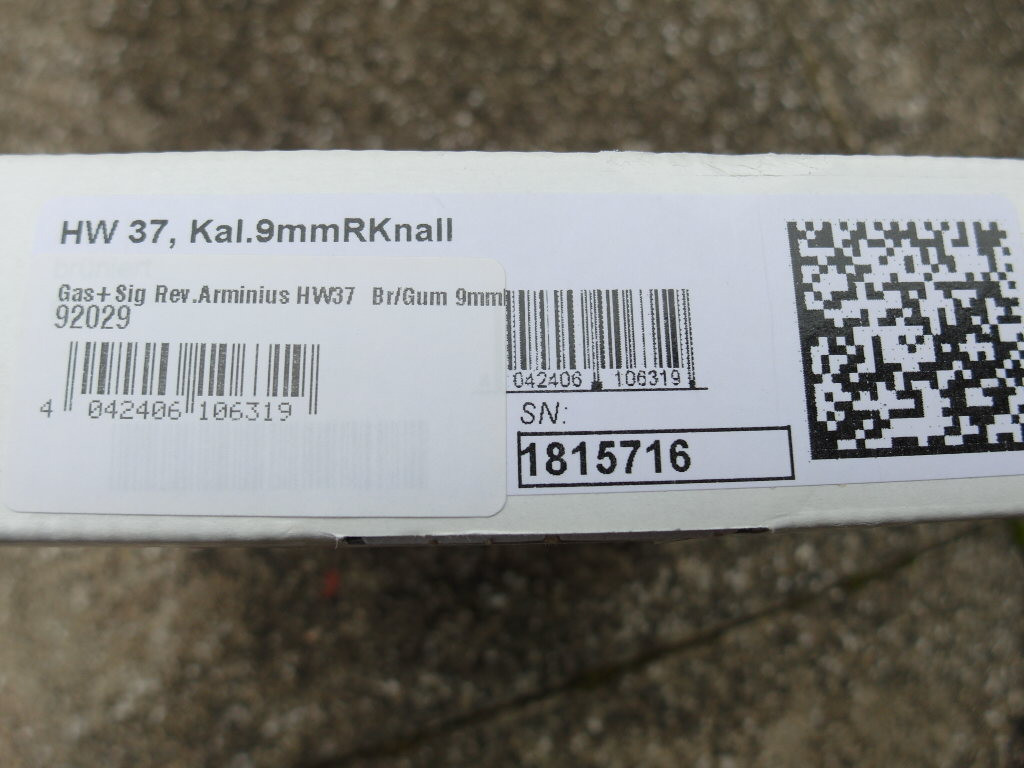 HW 37, Kal.9mmRKnall
brüniert
Gas+Sig Rev.Arminius HW37 Br/Gum 9mm
92029
4 042406 106319
042406 106319
SN:
1815716